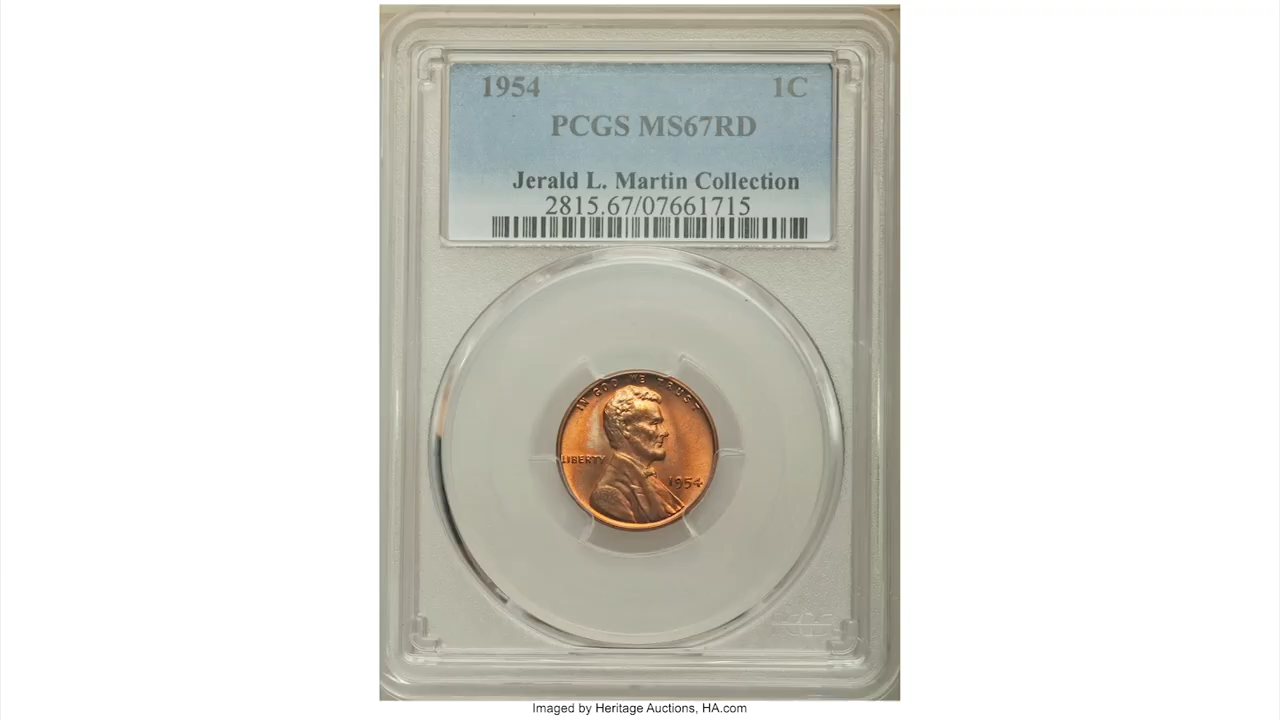 1954 1C
PCGS MS67RD
Jerald L. Martin Collection
2815.67/07661715
IN GOD WE TRUST
LIBERTY
1954
Imaged by Heritage Auctions, HA.com